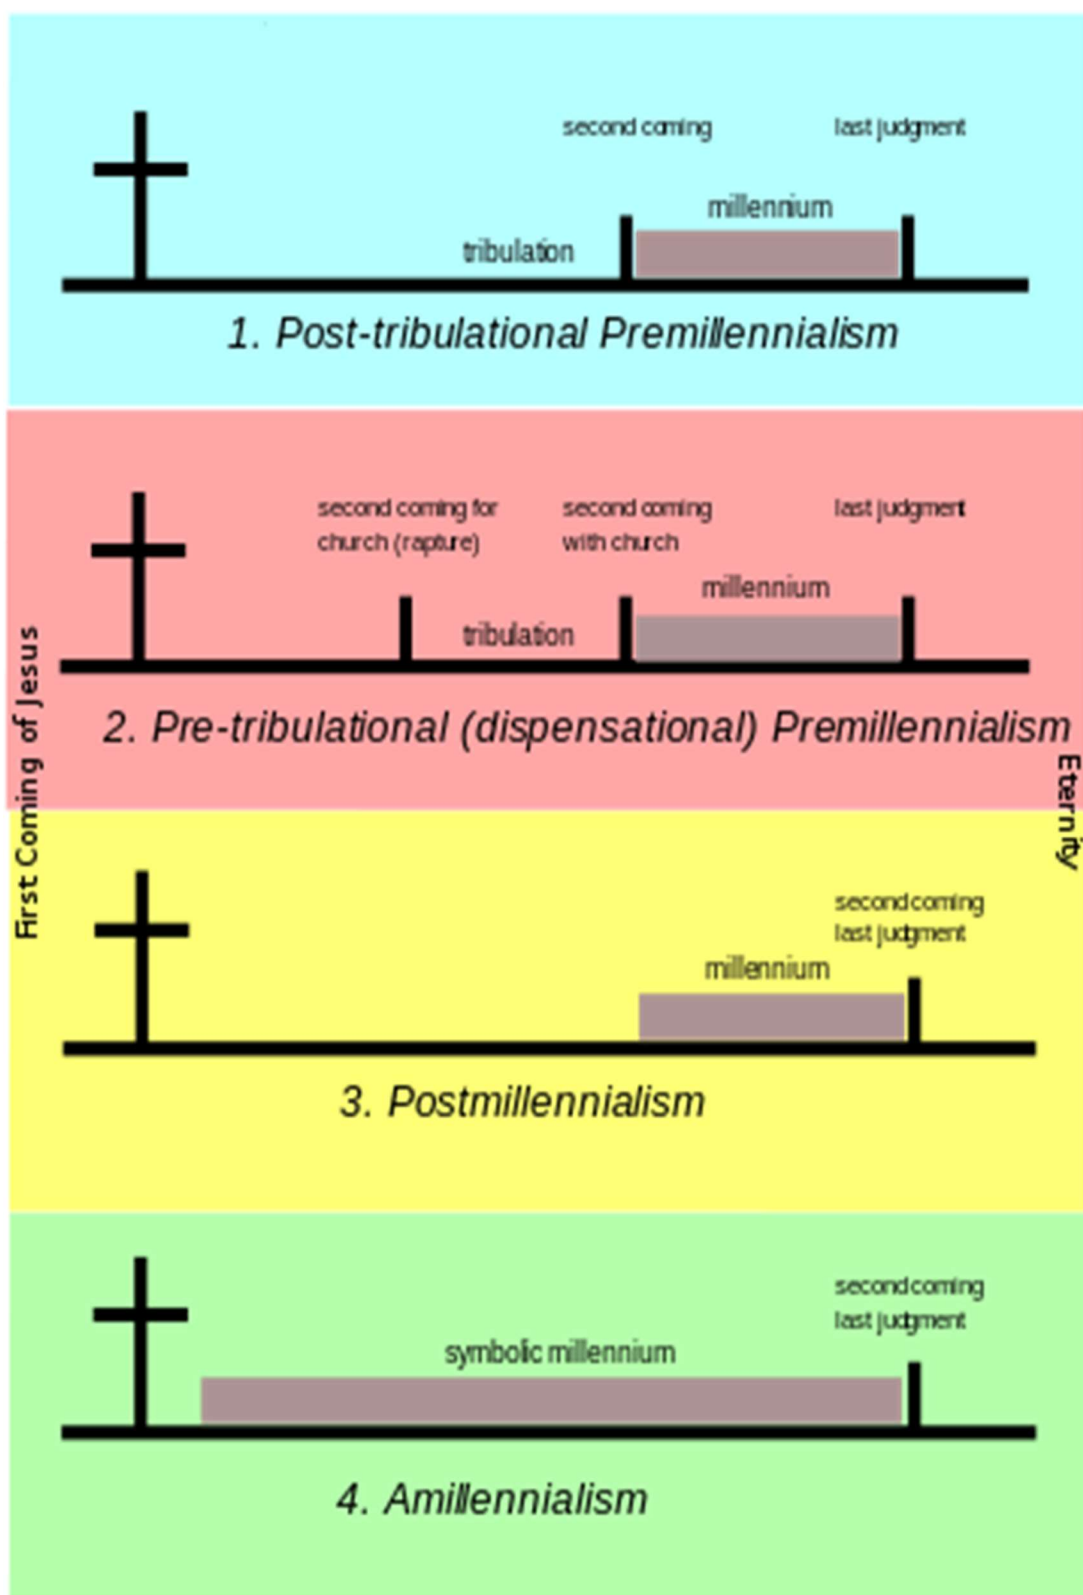 second coming
last judgment
millennium
tribulation
1. Post-tribulational Premillennialism
second coming for
church (rapture)
second coming
with church
last judgment
millennium
tribulation
2. Pre-tribulational (dispensational) Premillennialism
First Coming of Jesus
Eternity
second coming
last judgment
millennium
3. Postmillennialism
second coming
last judgment
symbolic millennium
4. Amillennialism